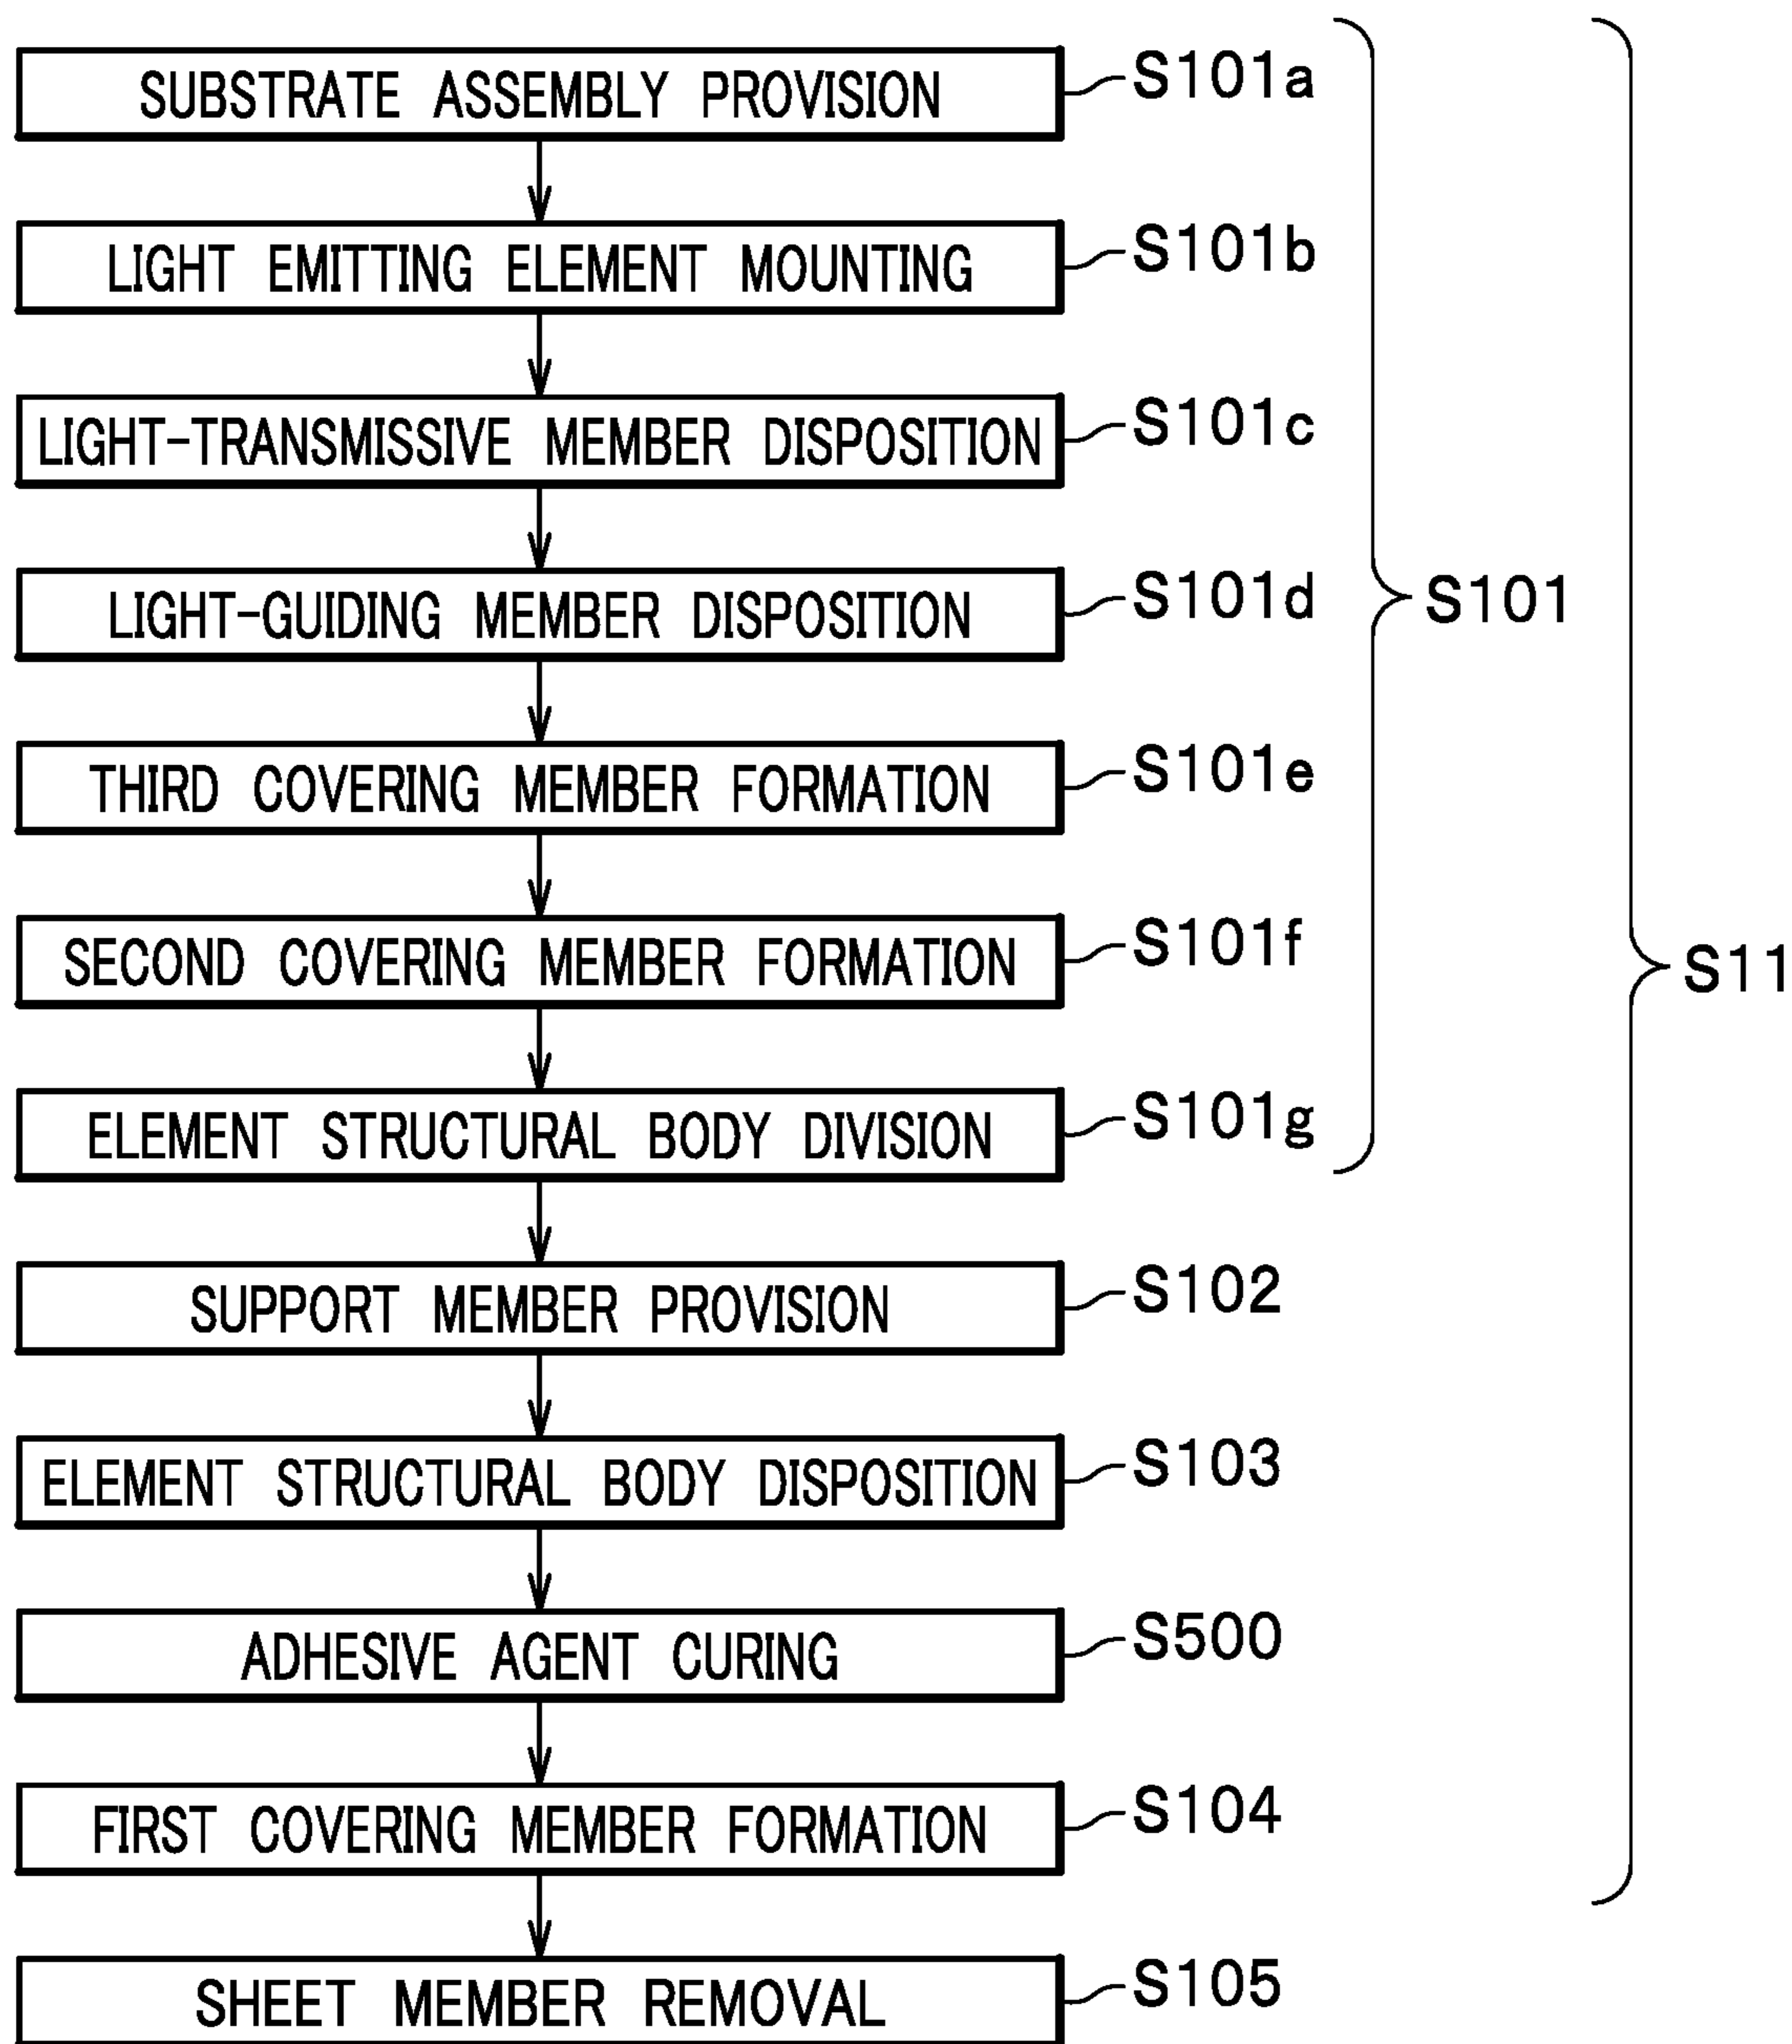 SUBSTRATE ASSEMBLY PROVISION S101a
LIGHT EMITTING ELEMENT MOUNTING S101b
LIGHT-TRANSMISSIVE MEMBER DISPOSITION S101c
LIGHT-GUIDING MEMBER DISPOSITION S101d
S101
THIRD COVERING MEMBER FORMATION S101e
SECOND COVERING MEMBER FORMATION S101f
S11
ELEMENT STRUCTURAL BODY DIVISION S101g
SUPPORT MEMBER PROVISION S102
ELEMENT STRUCTURAL BODY DISPOSITION S103
ADHESIVE AGENT CURING S500
FIRST COVERING MEMBER FORMATION S104
SHEET MEMBER REMOVAL S105